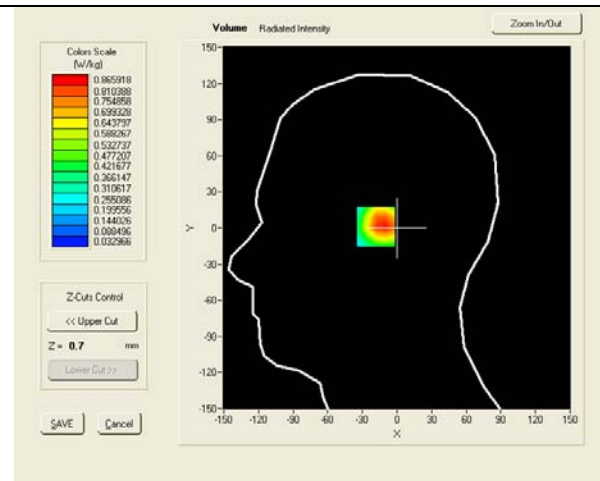 Volume Radiated Intensity
Zoom In/Out
Colors Scale
(W/kg)
0.865918
0.810388
0.754858
0.699328
0.643797
0.588267
0.532737
0.477207
0.421677
0.366147
0.310617
0.255086
0.199556
0.144026
0.088496
0.032966
Z-Cuts Control
<< Upper Cut
Z = 0.7 mm
Lower Cut >>
SAVE Cancel
150
120
90
60
30
0
-30
-60
-90
-120
-150
Y
-150 -120 -90 -60 -30 0 30 60 90 120 150
X